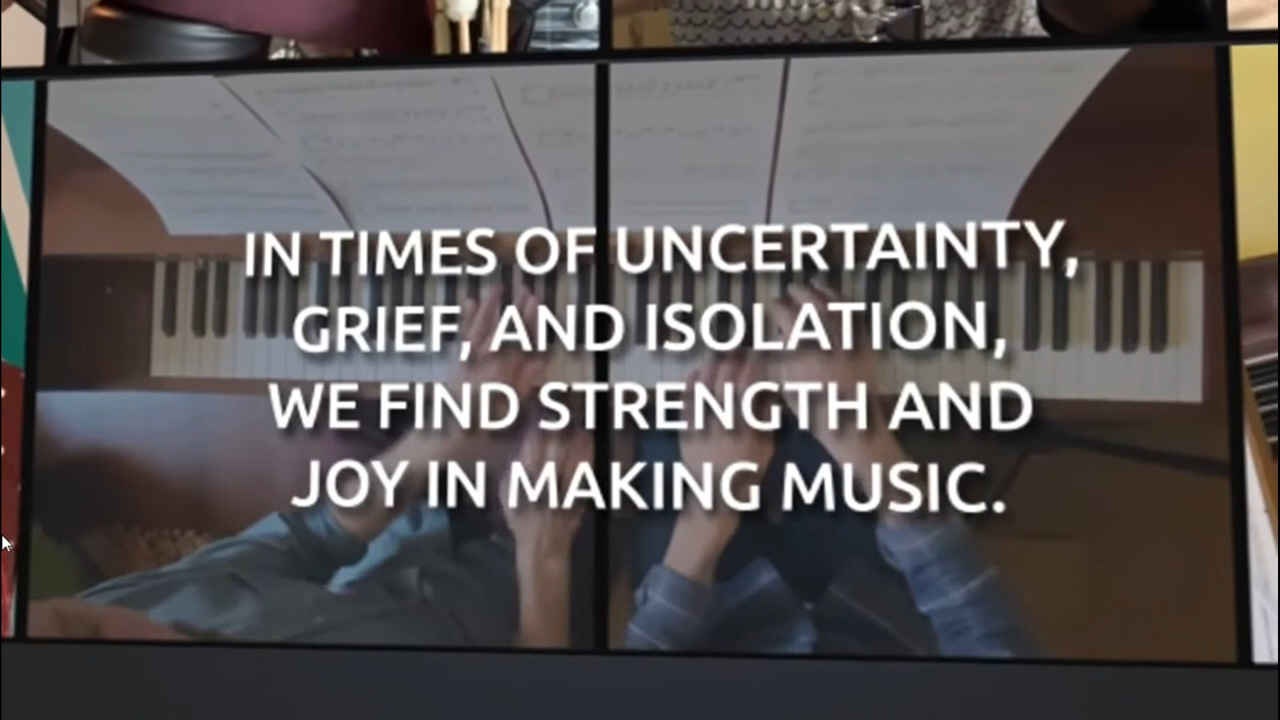 IN TIMES OF UNCERTAINTY,
GRIEF, AND ISOLATION,
WE FIND STRENGTH AND
JOY IN MAKING MUSIC.